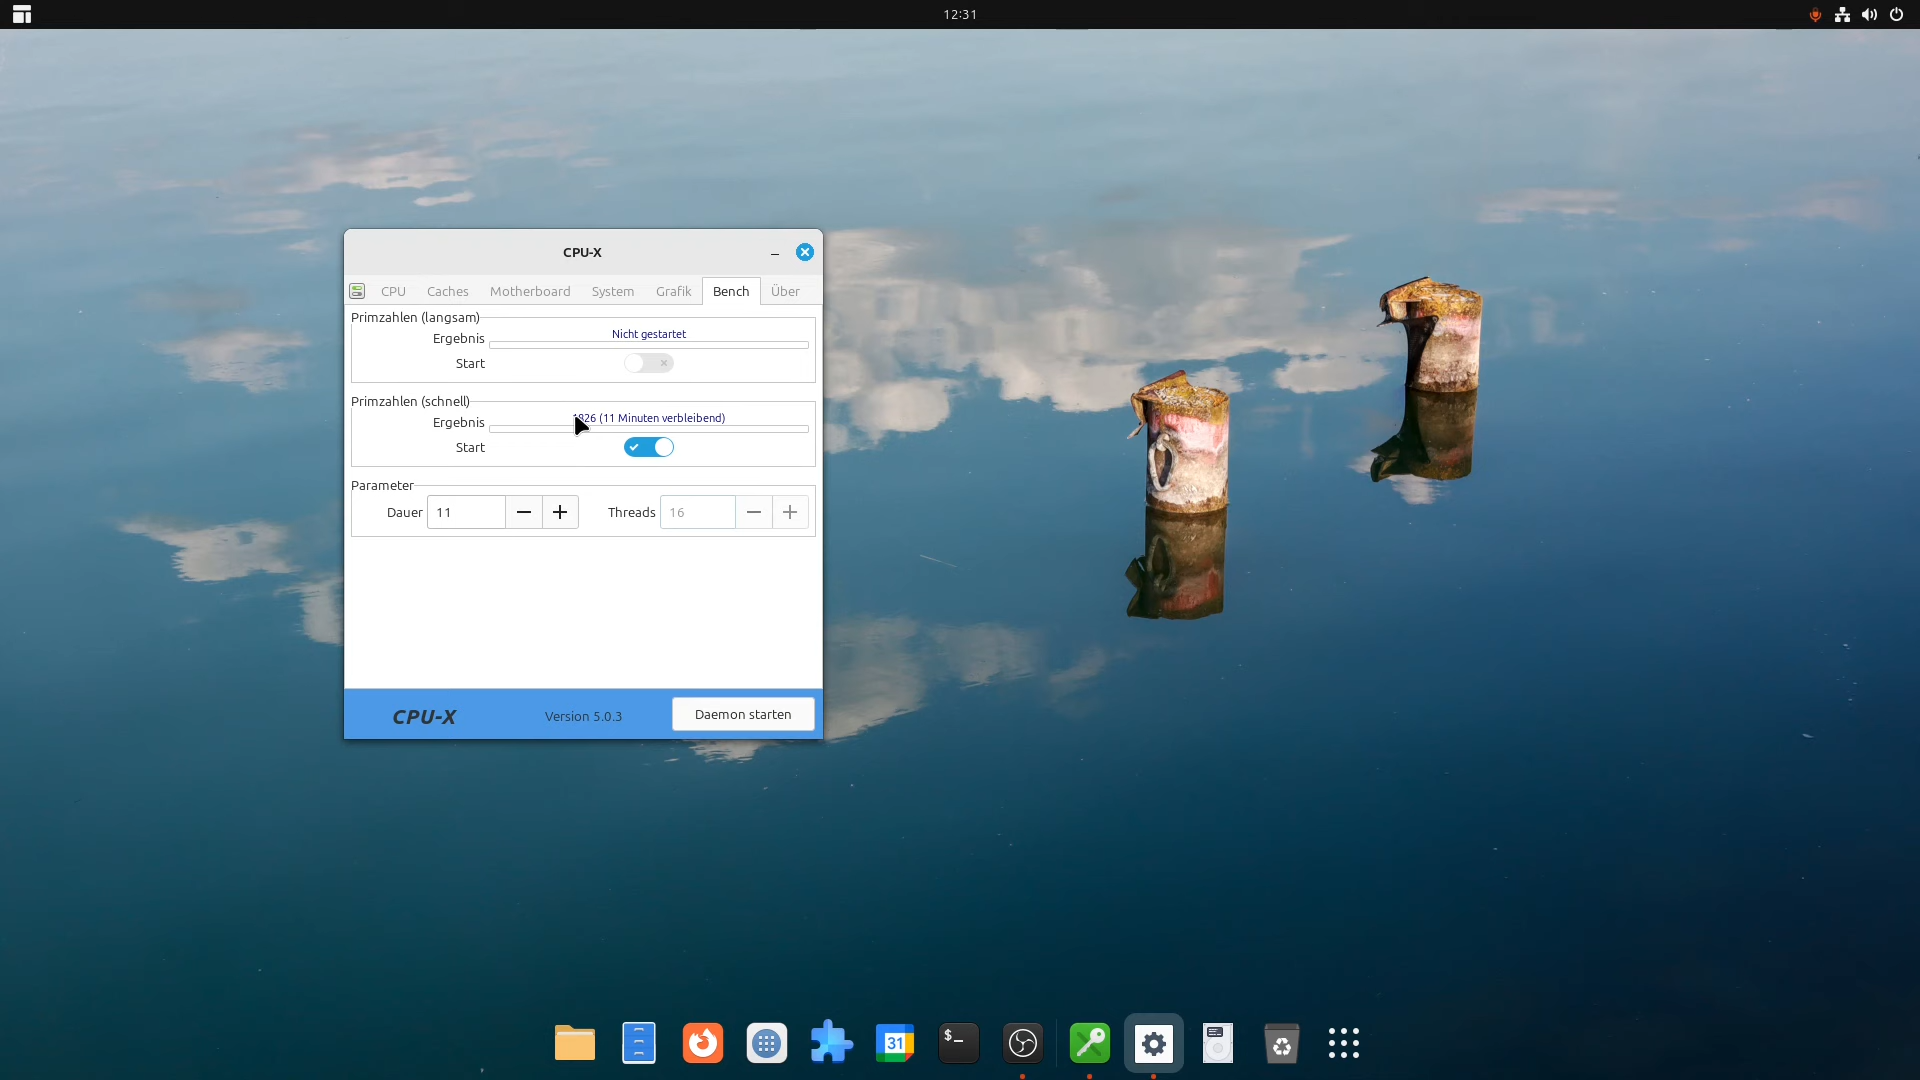 12:31
CPU-X
CPU Caches Motherboard System Grafik Bench Über
Primzahlen (langsam)
Ergebnis Nicht gestartet
Start
Primzahlen (schnell)
Ergebnis (11 Minuten verbleibend)
Start
Parameter
Dauer 11 Threads 16
CPU-X Version 5.0.3 Daemon starten
31
$_